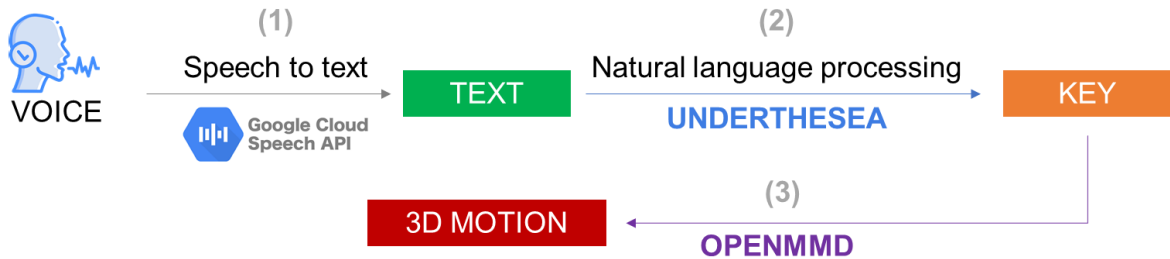 (1)
(2)
Speech to text
Natural language processing
VOICE
TEXT
KEY
Google Cloud
Speech API
UNDERTHESEA
(3)
3D MOTION
OPENMMD